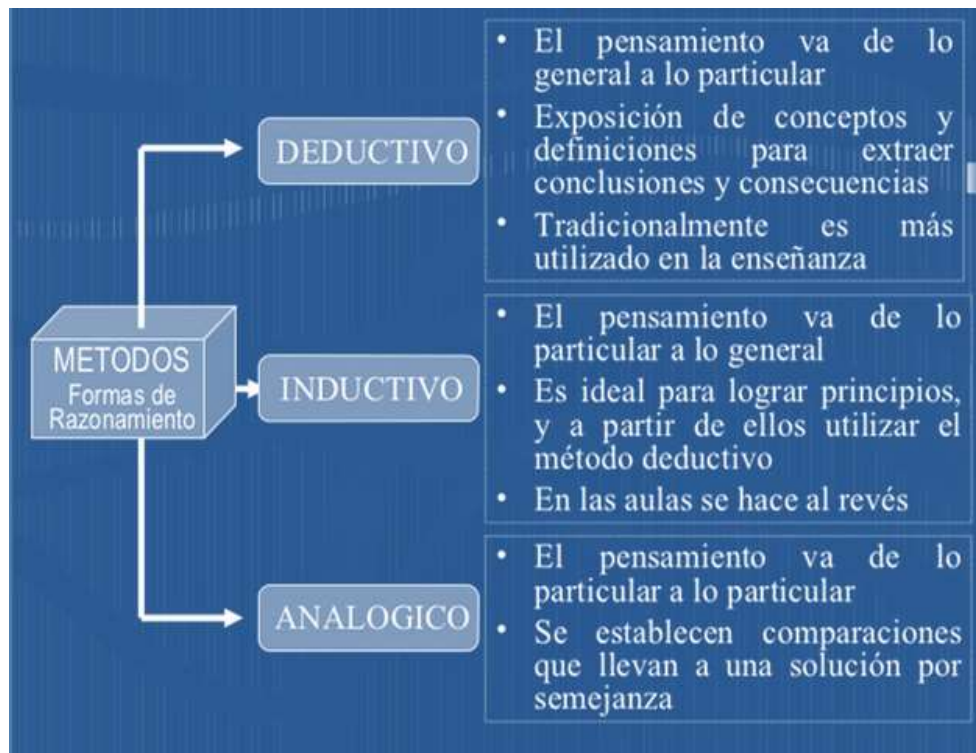 METODOS
Formas de
Razonamiento
DEDUCTIVO
• El pensamiento va de lo
general a lo particular
• Exposición de conceptos y
definiciones para extraer
conclusiones y consecuencias
• Tradicionalmente es más
utilizado en la enseñanza
INDUCTIVO
• El pensamiento va de lo
particular a lo general
• Es ideal para lograr principios,
y a partir de ellos utilizar el
método deductivo
• En las aulas se hace al revés
ANALOGICO
• El pensamiento va de lo
particular a lo particular
• Se establecen comparaciones
que llevan a una solución por
semejanza